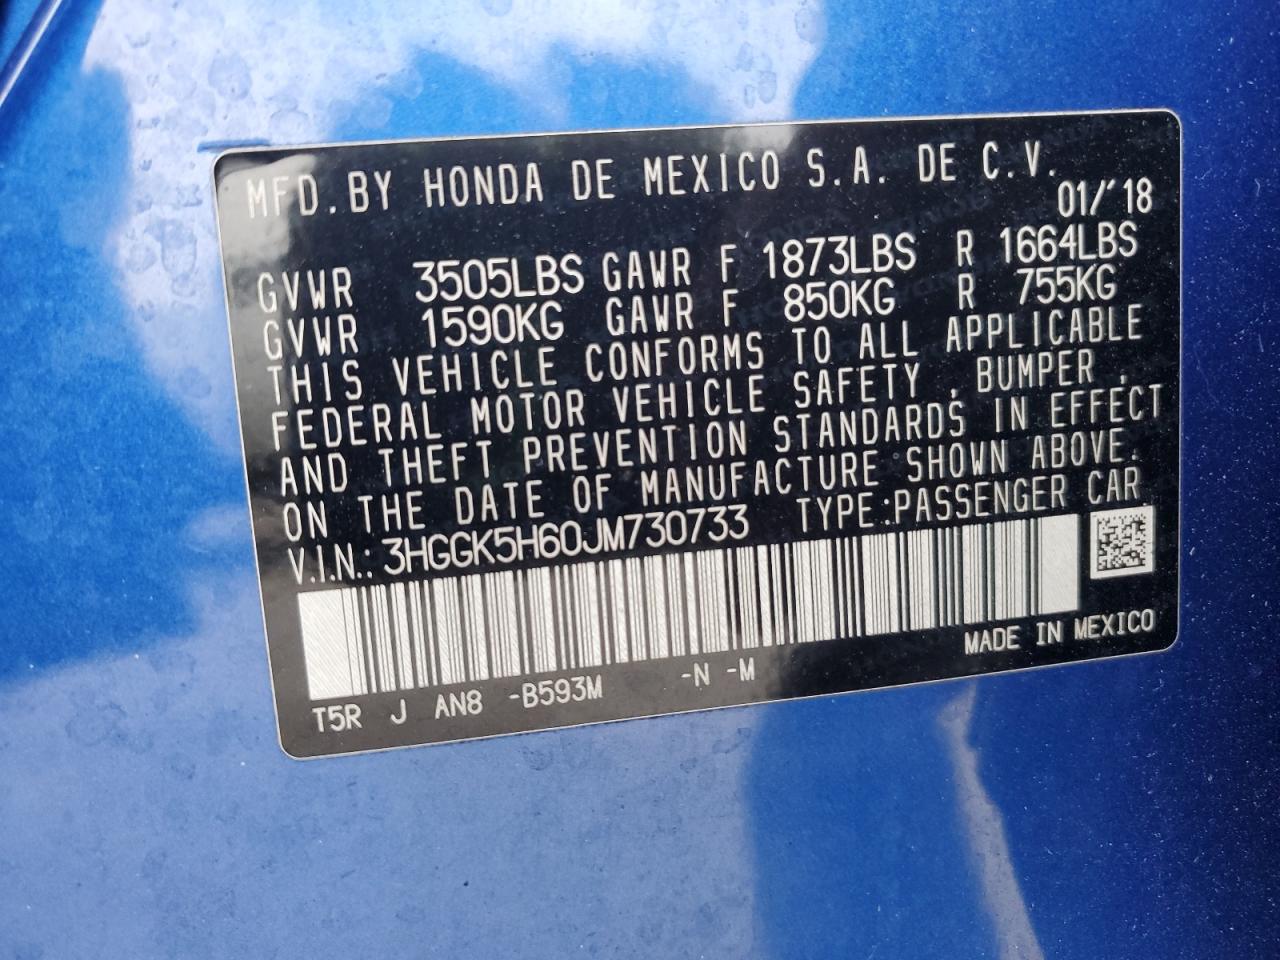 MFD. BY HONDA DE MEXICO S.A. DE C.V.
01/'18
GVWR 3505LBS GAWR F 1873LBS R 1664LBS
GVWR 1590KG GAWR F 850KG R 755KG
THIS VEHICLE CONFORMS TO ALL APPLICABLE
FEDERAL MOTOR VEHICLE SAFETY , BUMPER ,
AND THEFT PREVENTION STANDARDS IN EFFECT
ON THE DATE OF MANUFACTURE SHOWN ABOVE.
V.I.N.: 3HGGK5H60JM730733 TYPE:PASSENGER CAR
MADE IN MEXICO
T5R J AN8 -B593M -N -M